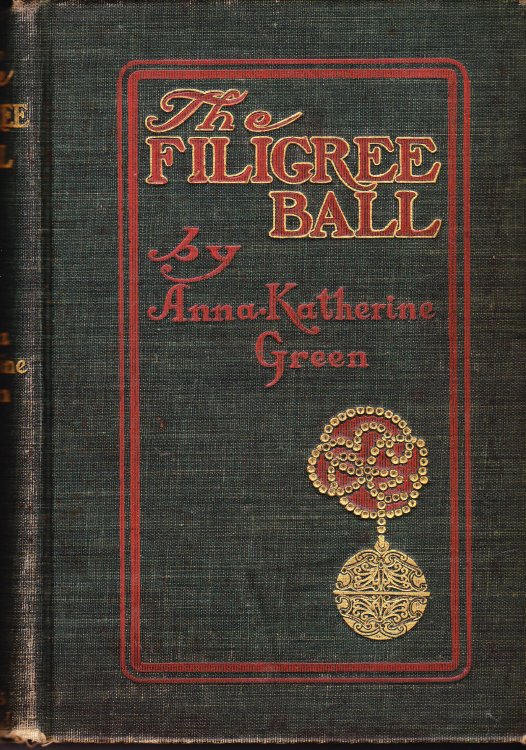 The
FILIGREE
BALL
by
Anna-Katherine
Green